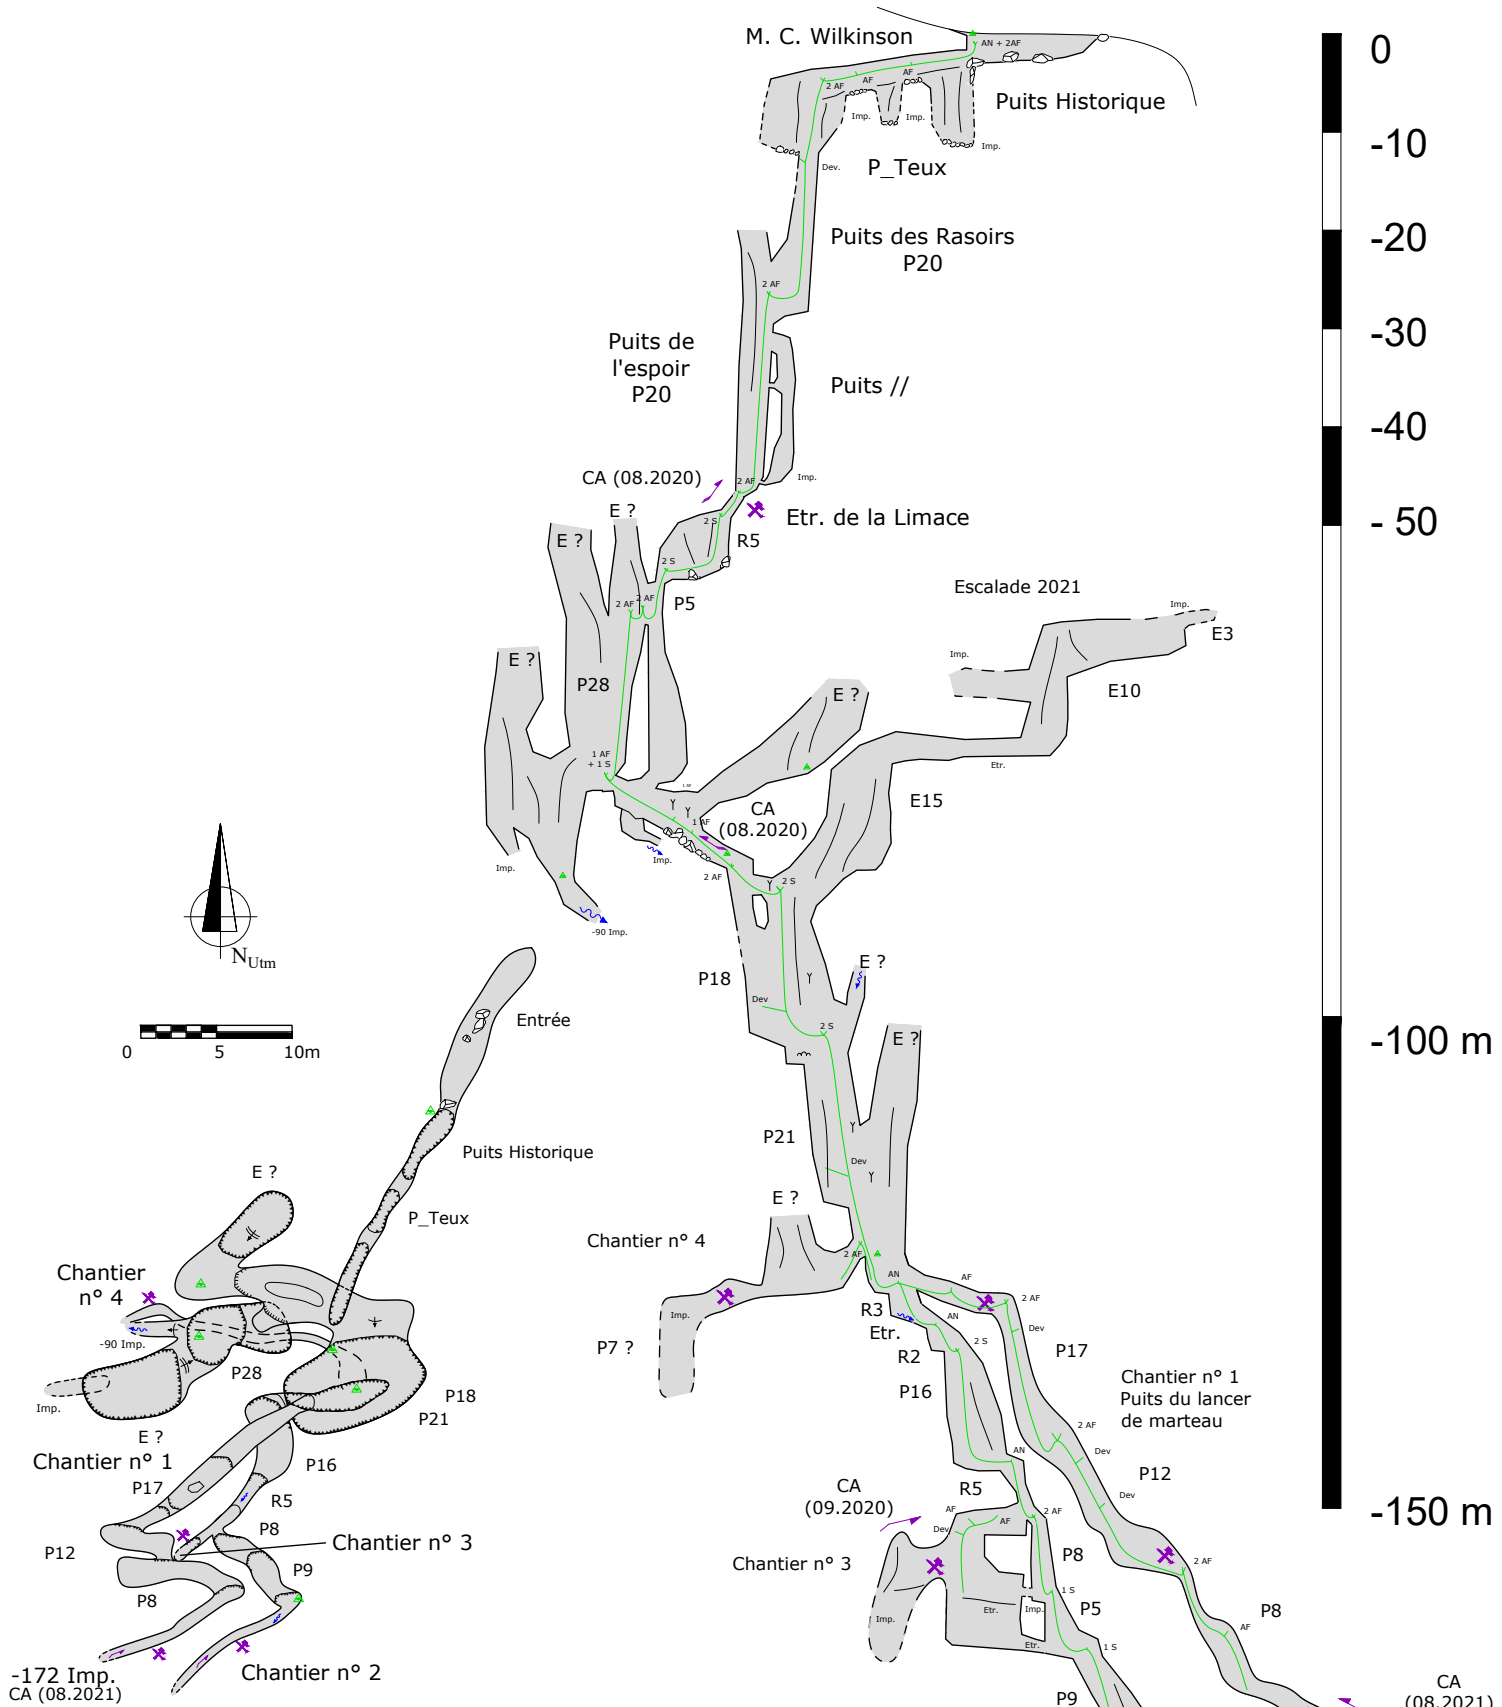 M. C. Wilkinson
AN + 2AF
AF
AF
2 AF
Puits Historique
Imp.
Imp.
Imp.
Dev.
P_Teux
Puits des Rasoirs
P20
2 AF
Puits de
l'espoir
P20
Puits //
Imp.
CA (08.2020)
2 AF
E ?
2 S
Etr. de la Limace
E ?
R5
2 S
P5
2 AF
2 AF
Escalade 2021
Imp.
E3
E ?
Imp.
P28
E ?
E10
1 AF
+ 1 S
Etr.
1 AF
E15
CA
(08.2020)
1 AF
Imp.
Imp.
2 AF
2 S
-90 Imp.
P18
E ?
Dev
2 S
E ?
P21
Dev
E ?
Chantier n° 4
2 AF
AN
AF
Imp.
R3
Etr.
AN
2 AF
Dev
P7 ?
R2
2 S
P17
P16
Chantier n° 1
Puits du lancer
de marteau
2 AF
AN
Dev
P12
R5
Dev
CA
(09.2020)
AF
AF
2 AF
Dev
Chantier n° 3
P8
2 AF
1 S
P5
Imp.
Etr.
Imp.
P8
AF
Etr.
1 S
P9
CA
(08.2021)
0
-10
-20
-30
-40
- 50
-100 m
-150 m
N Utm
0
5
10m
Entrée
Puits Historique
E ?
P_Teux
Chantier
n° 4
-90 Imp.
P28
P18
Imp.
P21
E ?
Chantier n° 1
P17
P16
R5
P8
Chantier n° 3
P12
P9
P8
-172 Imp.
CA (08.2021)
Chantier n° 2